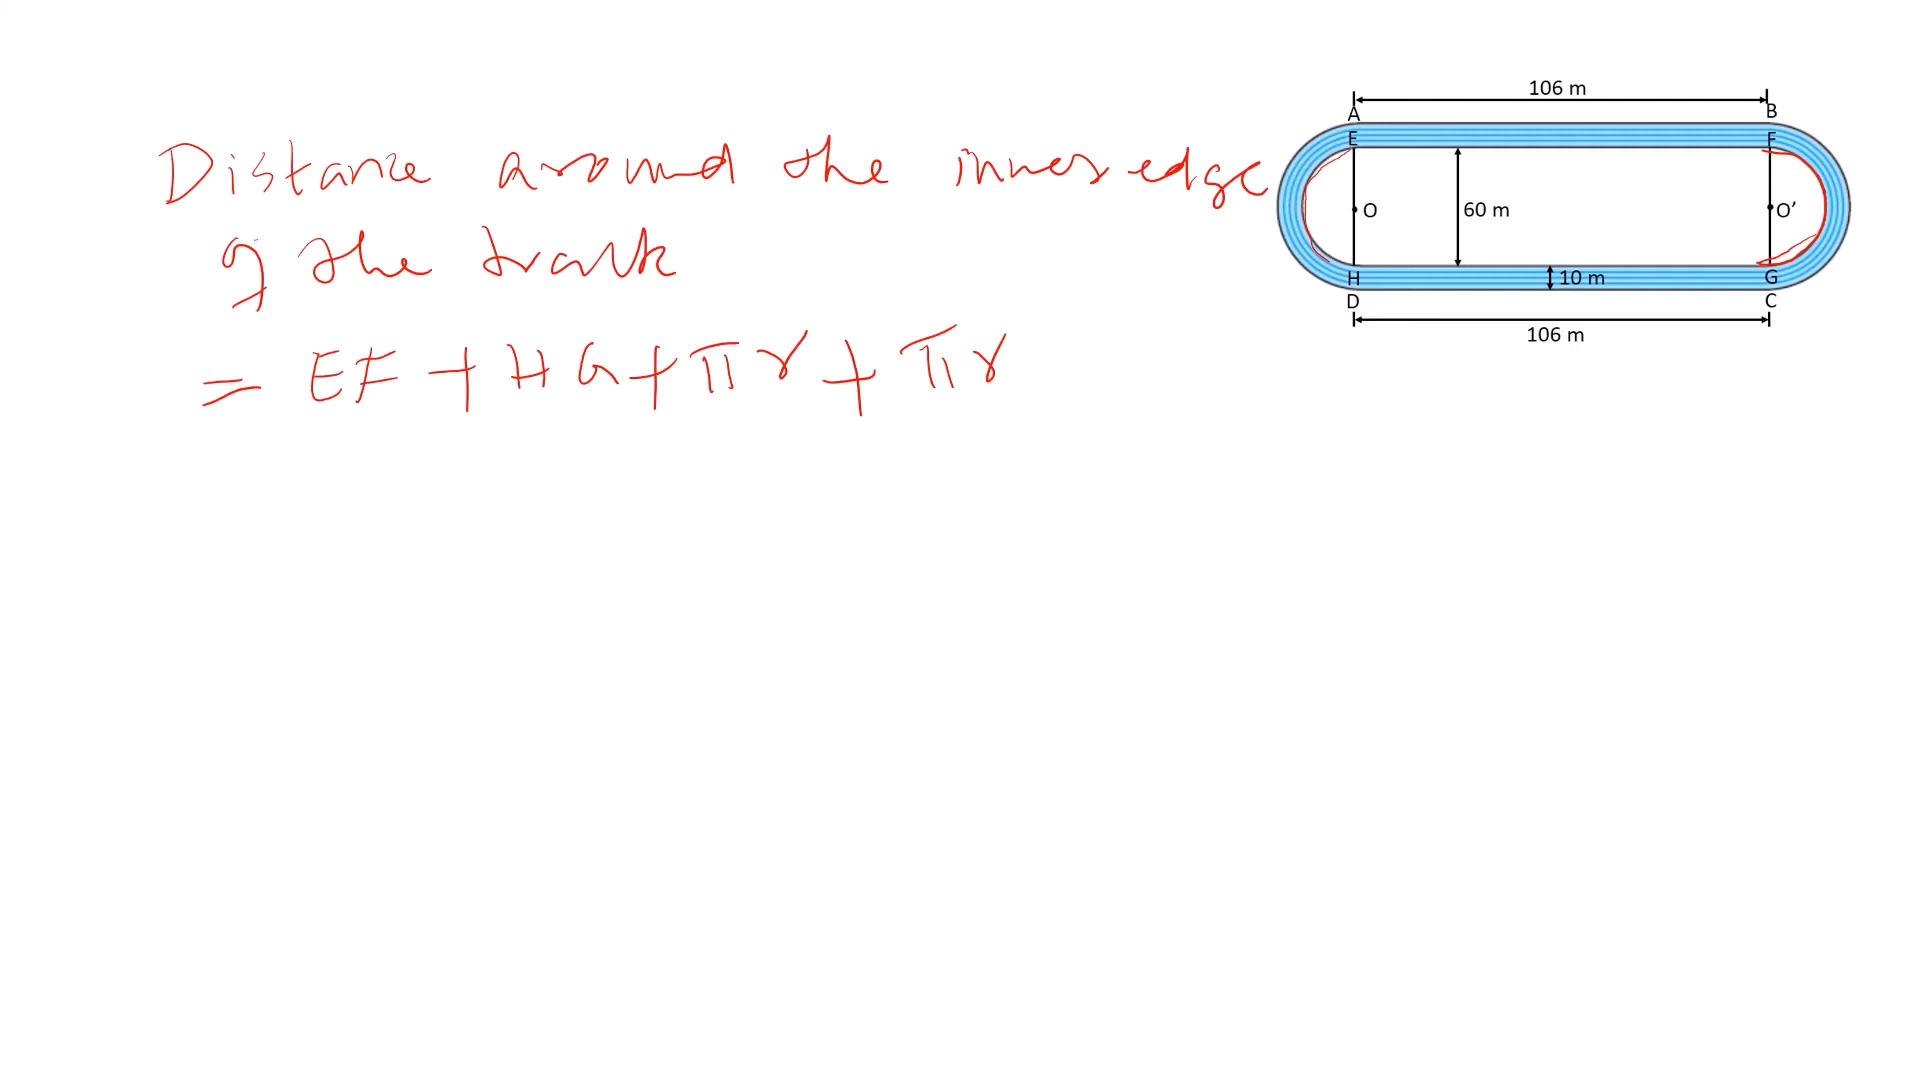 Distance around the inner edge
of the track
= EF + HG + πr + πr
106 m
A
B
E
F
O
60 m
O’
H
10 m
G
D
C
106 m